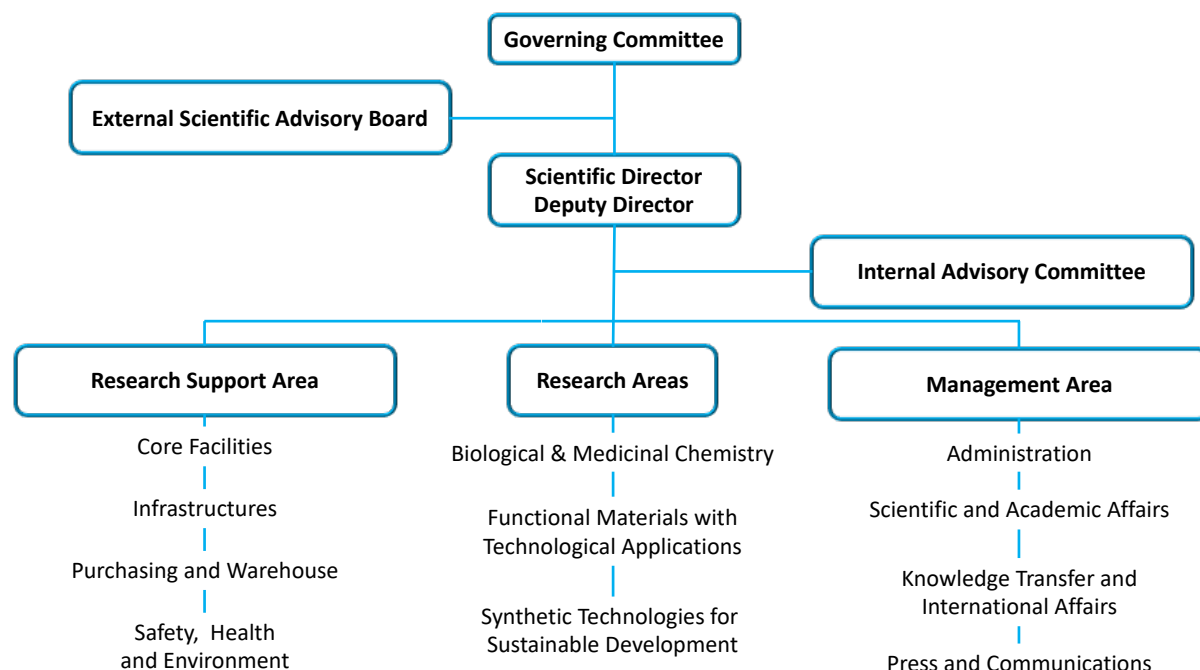 Governing Committee
External Scientific Advisory Board
Scientific Director
Deputy Director
Internal Advisory Committee
Research Support Area
Research Areas
Management Area
Core Facilities
Infrastructures
Purchasing and Warehouse
Safety, Health
and Environment
Biological & Medicinal Chemistry
Functional Materials with
Technological Applications
Synthetic Technologies for
Sustainable Development
Administration
Scientific and Academic Affairs
Knowledge Transfer and
International Affairs
Press and Communications